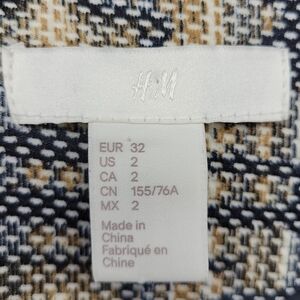 H&M
EUR 32
US 2
CA 2
CN 155/76A
MX 2
Made in
China
Fabriqué en
Chine